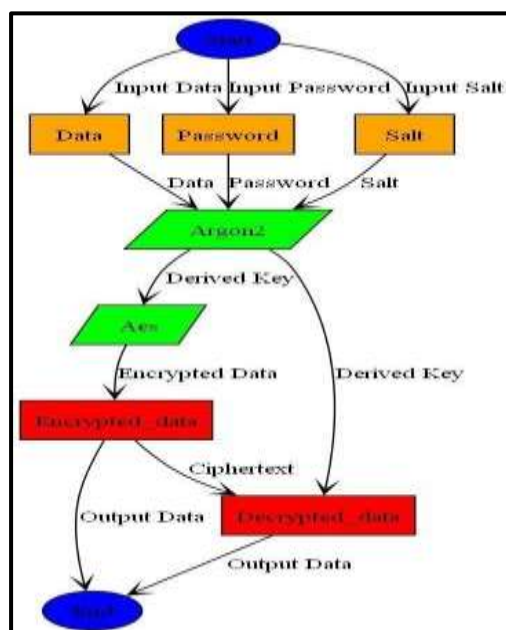 Start
Input Data Input Password Input Salt
Data Password Salt
Data Password Salt
Argon2
Derived Key
Aes
Encrypted Data Derived Key
Encrypted_data
Ciphertext
Output Data Decrypted_data
Output Data
End